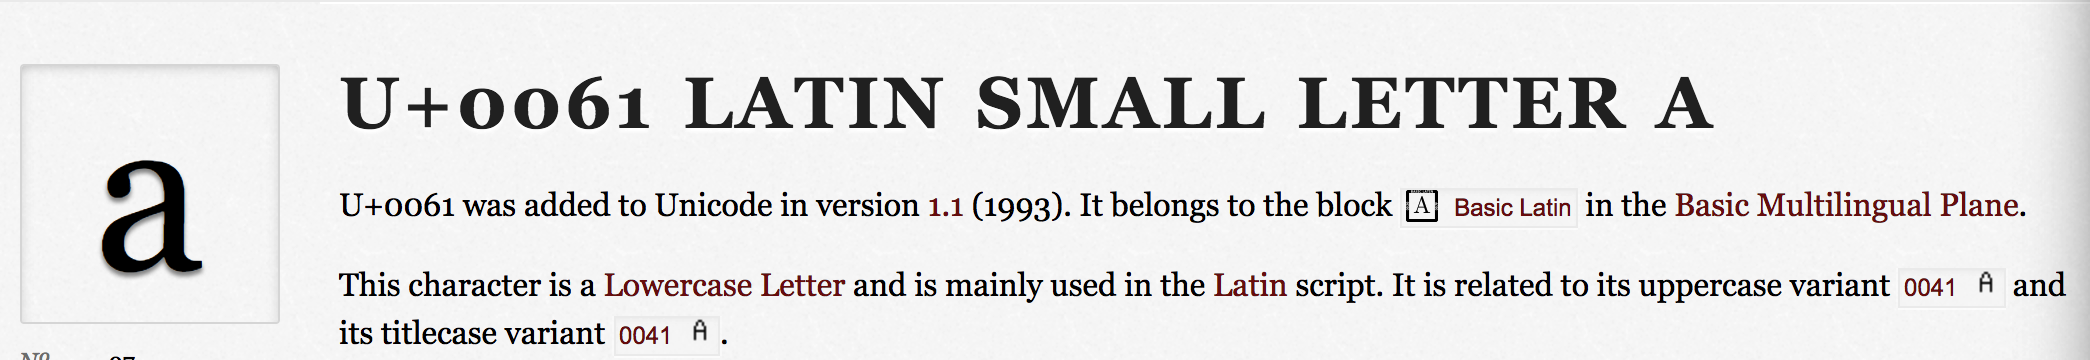 a
U+0061 LATIN SMALL LETTER A
U+0061 was added to Unicode in version 1.1 (1993). It belongs to the block A Basic Latin in the Basic Multilingual Plane.
This character is a Lowercase Letter and is mainly used in the Latin script. It is related to its uppercase variant 0041 A and
its titlecase variant 0041 A.